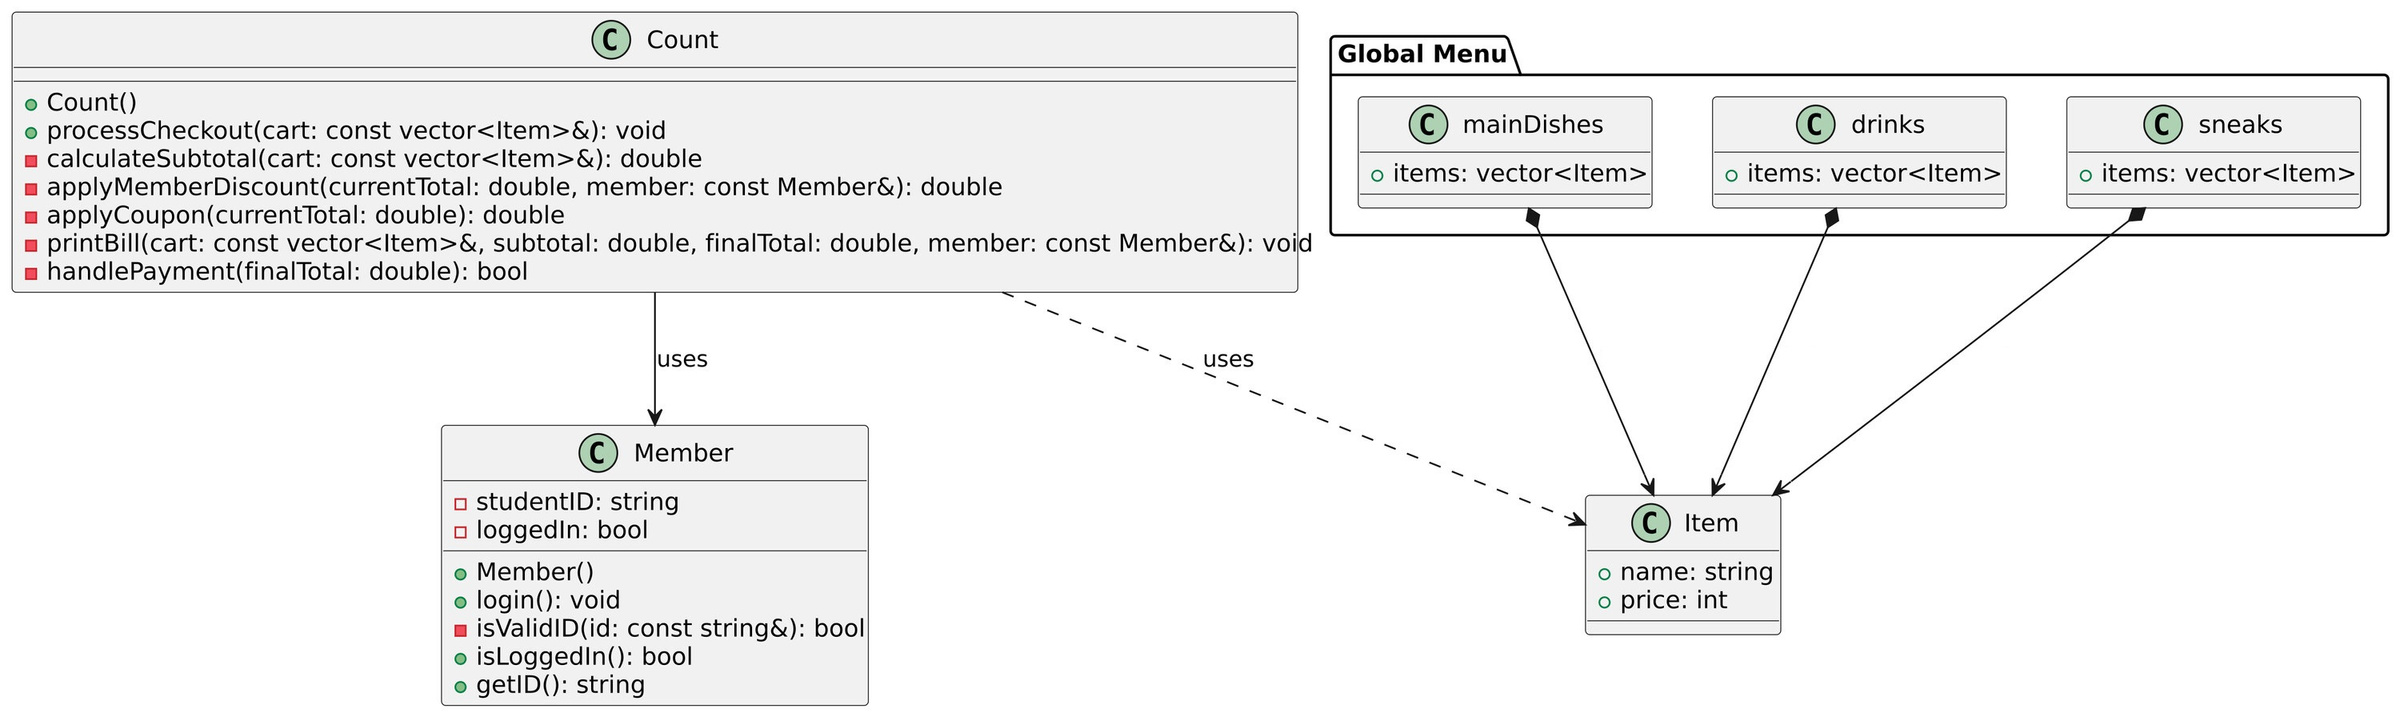 C Count
Count()
processCheckout(cart: const vector<Item>&): void
calculateSubtotal(cart: const vector<Item>&): double
applyMemberDiscount(currentTotal: double, member: const Member&): double
applyCoupon(currentTotal: double): double
printBill(cart: const vector<Item>&, subtotal: double, finalTotal: double, member: const Member&): void
handlePayment(finalTotal: double): bool
Global Menu
C mainDishes
items: vector<Item>
C drinks
items: vector<Item>
C sneaks
items: vector<Item>
uses
uses
C Member
studentID: string
loggedIn: bool
Member()
login(): void
isValidID(id: const string&): bool
isLoggedIn(): bool
getID(): string
C Item
name: string
price: int